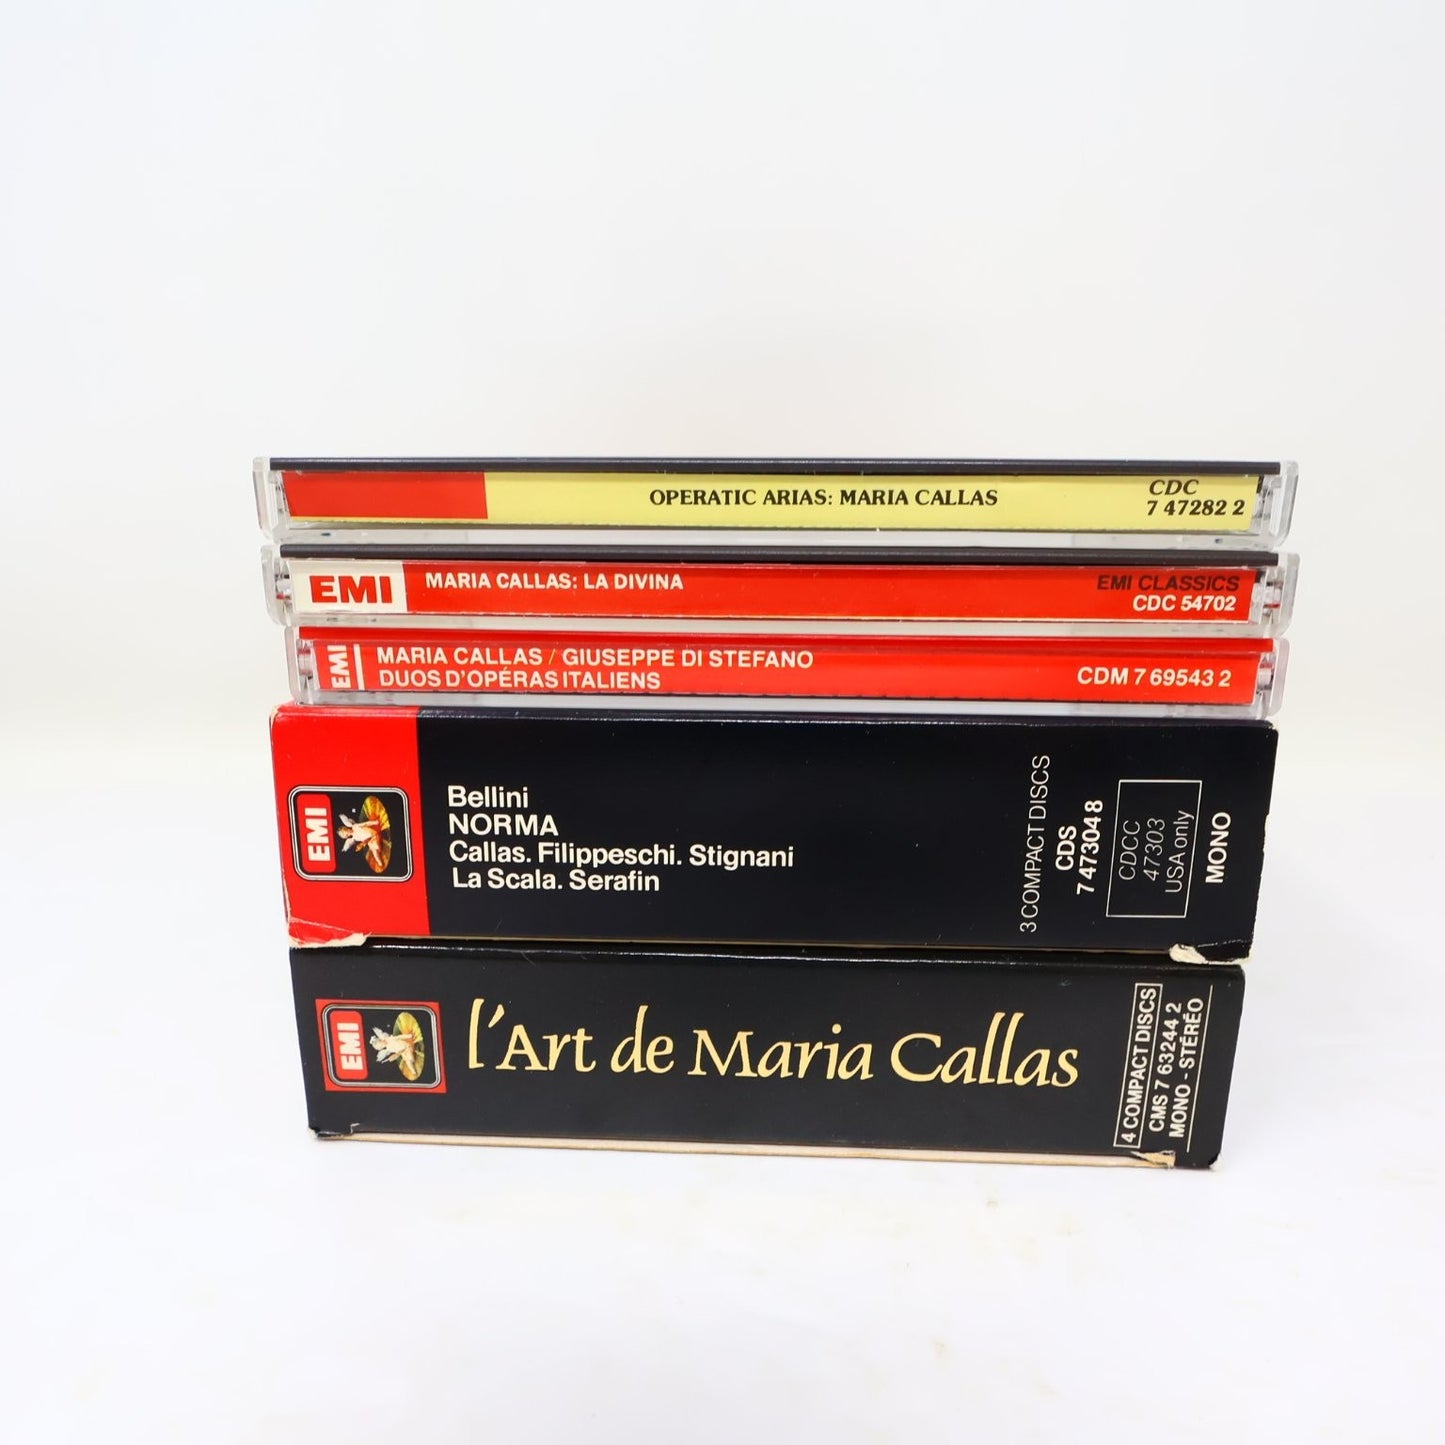 OPERATIC ARIAS: MARIA CALLAS
CDC
7 47282 2
EMI
MARIA CALLAS: LA DIVINA
EMI CLASSICS
CDC 54702
EMI
MARIA CALLAS / GIUSEPPE DI STEFANO
DUOS D'OPÉRAS ITALIENS
CDM 7 69543 2
EMI
Bellini
NORMA
Callas. Filippeschi. Stignani
La Scala. Serafin
3 COMPACT DISCS
CDS
7 47304 8
CDCC
47303
USA only
MONO
EMI
l'Art de Maria Callas
4 COMPACT DISCS
CMS 7 63244 2
MONO - STÉRÉO